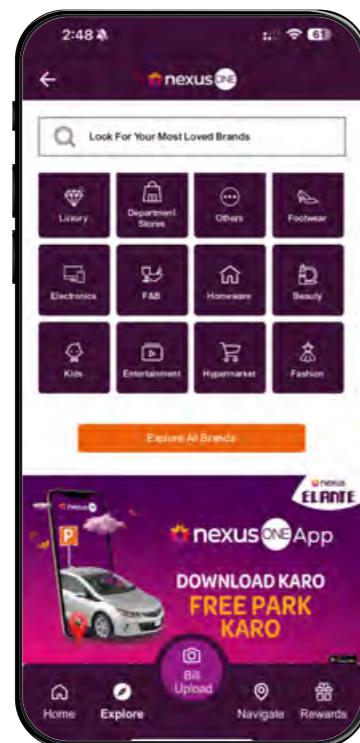 2:48
61
nexus ONE
Look For Your Most Loved Brands
Luxury
Department
Stores
Others
Footwear
Electronics
F&B
Homeware
Beauty
Kids
Entertainment
Hypermarket
Fashion
Explore All Brands
nexus
ELANTE
nexus ONE
P
nexus ONE App
DOWNLOAD KARO
FREE PARK
KARO
Bill
Upload
Home
Explore
Navigate
Rewards